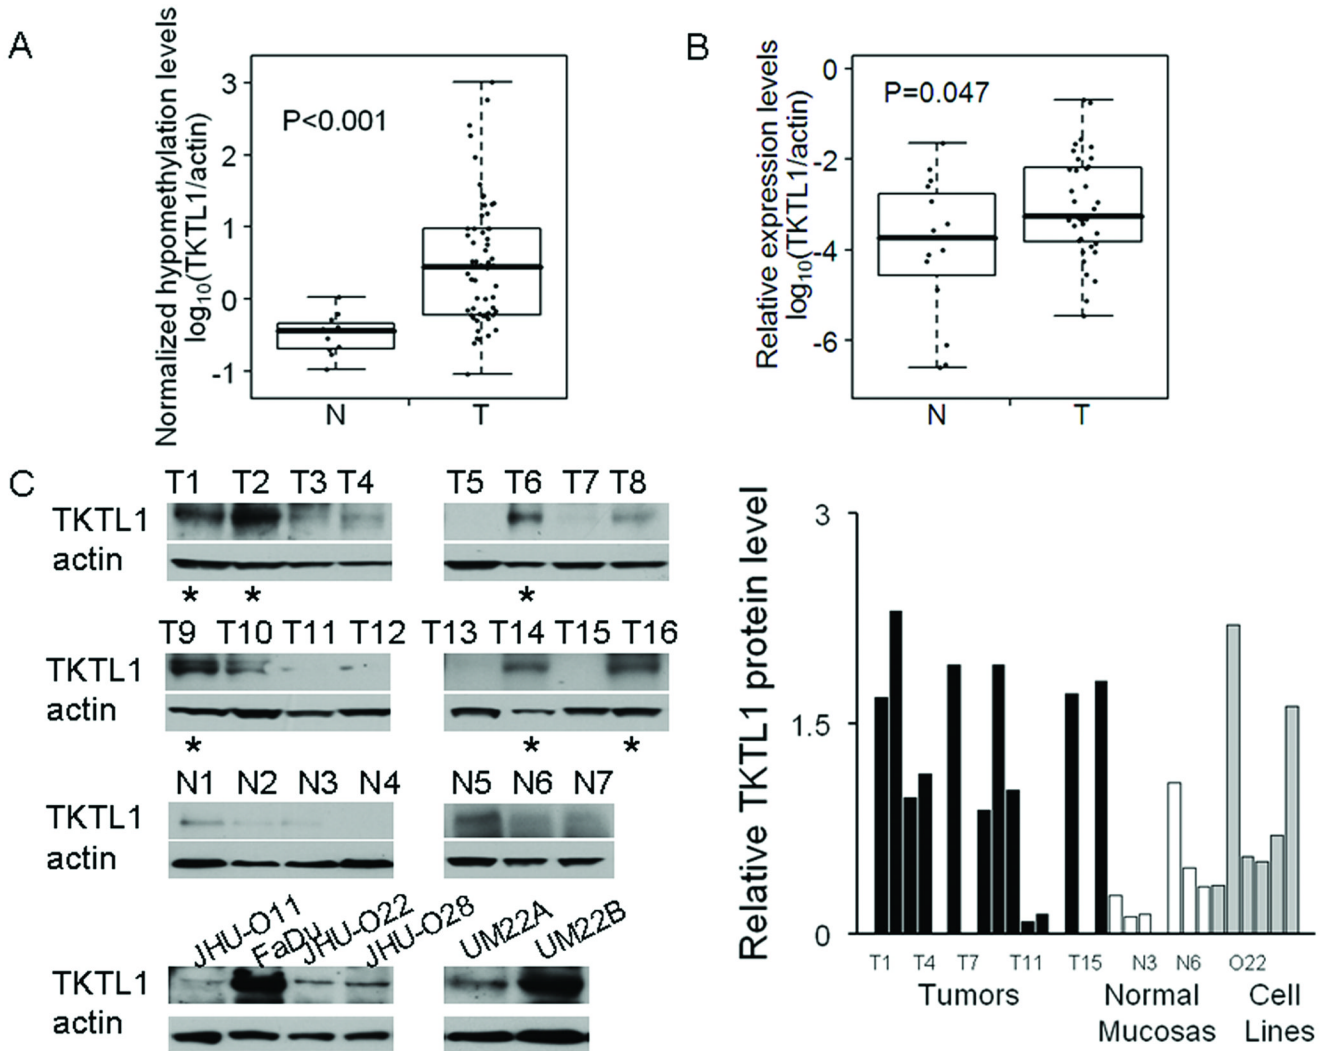 A
Normalized hypomethylation levels
log10(TKTL1/actin)
P<0.001
3
2
1
0
-1
N T
B
Relative expression levels
log10(TKTL1/actin)
P=0.047
0
-2
-4
-6
N T
C
T1 T2 T3 T4 T5 T6 T7 T8
TKTL1
actin
* * *
T9 T10 T11 T12 T13 T14 T15 T16
TKTL1
actin
* * *
N1 N2 N3 N4 N5 N6 N7
TKTL1
actin
JHU-O11 FaDu JHU-O22 JHU-O28 UM22A UM22B
TKTL1
actin
Relative TKTL1 protein level
3
1.5
0
T1 T4 T7 T11 T15 N3 N6 O22
Tumors Normal Cell
Mucosas Lines